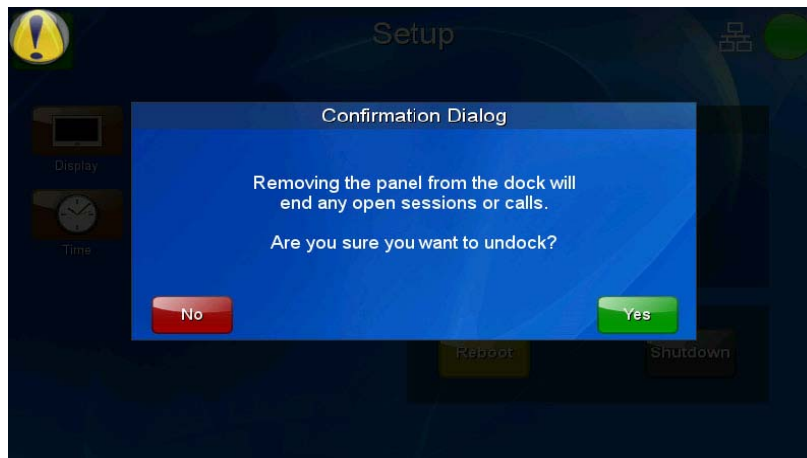 Setup
Confirmation Dialog
Display
Removing the panel from the dock will
end any open sessions or calls.
Are you sure you want to undock?
Time
No
Yes
Reboot
Shutdown